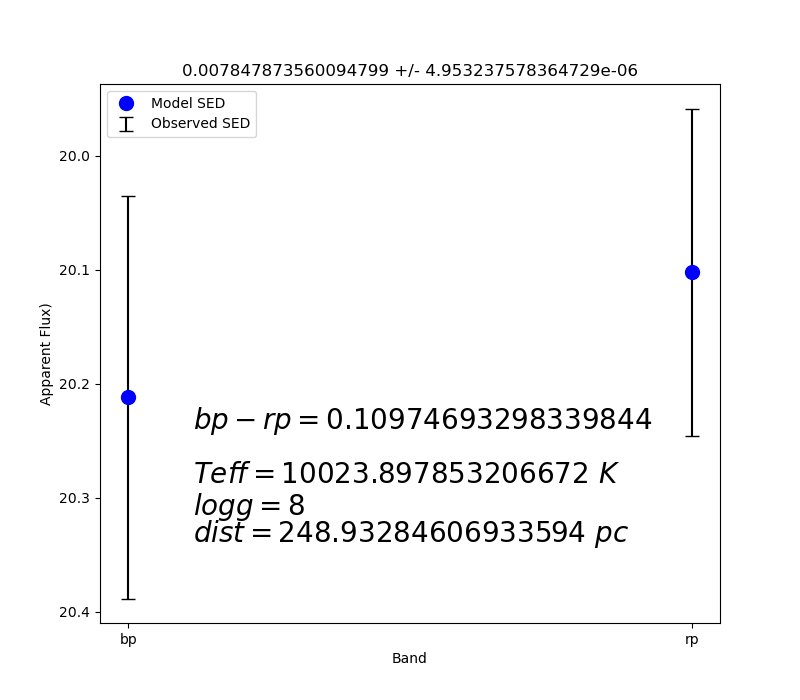 0.007847873560094799 +/- 4.953237578364729e-06
Model SED
Observed SED
20.0
20.1
20.2
20.3
20.4
Apparent Flux)
bp − rp = 0.10974693298339844
Teff = 10023.897853206672 K
logg = 8
dist = 248.93284606933594 pc
bp
rp
Band